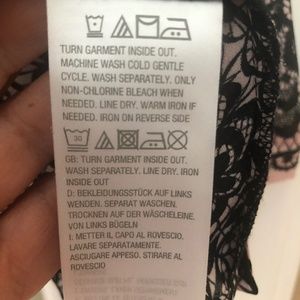 TURN GARMENT INSIDE OUT.
MACHINE WASH COLD GENTLE
CYCLE. WASH SEPARATELY. ONLY
NON-CHLORINE BLEACH WHEN
NEEDED. LINE DRY. WARM IRON IF
NEEDED. IRON ON REVERSE SIDE
30
GB: TURN GARMENT INSIDE OUT.
WASH SEPARATELY. LINE DRY. IRON
INSIDE OUT
D: BEKLEIDUNGSSTÜCK AUF LINKS
WENDEN. SEPARAT WASCHEN.
TROCKNEN AUF DER WÄSCHELEINE.
VON LINKS BÜGELN
I: METTER IL CAPO AL ROVESCIO.
LAVARE SEPARATAMENTE.
ASCIUGARE APPESO. STIRARE AL
ROVESCIO